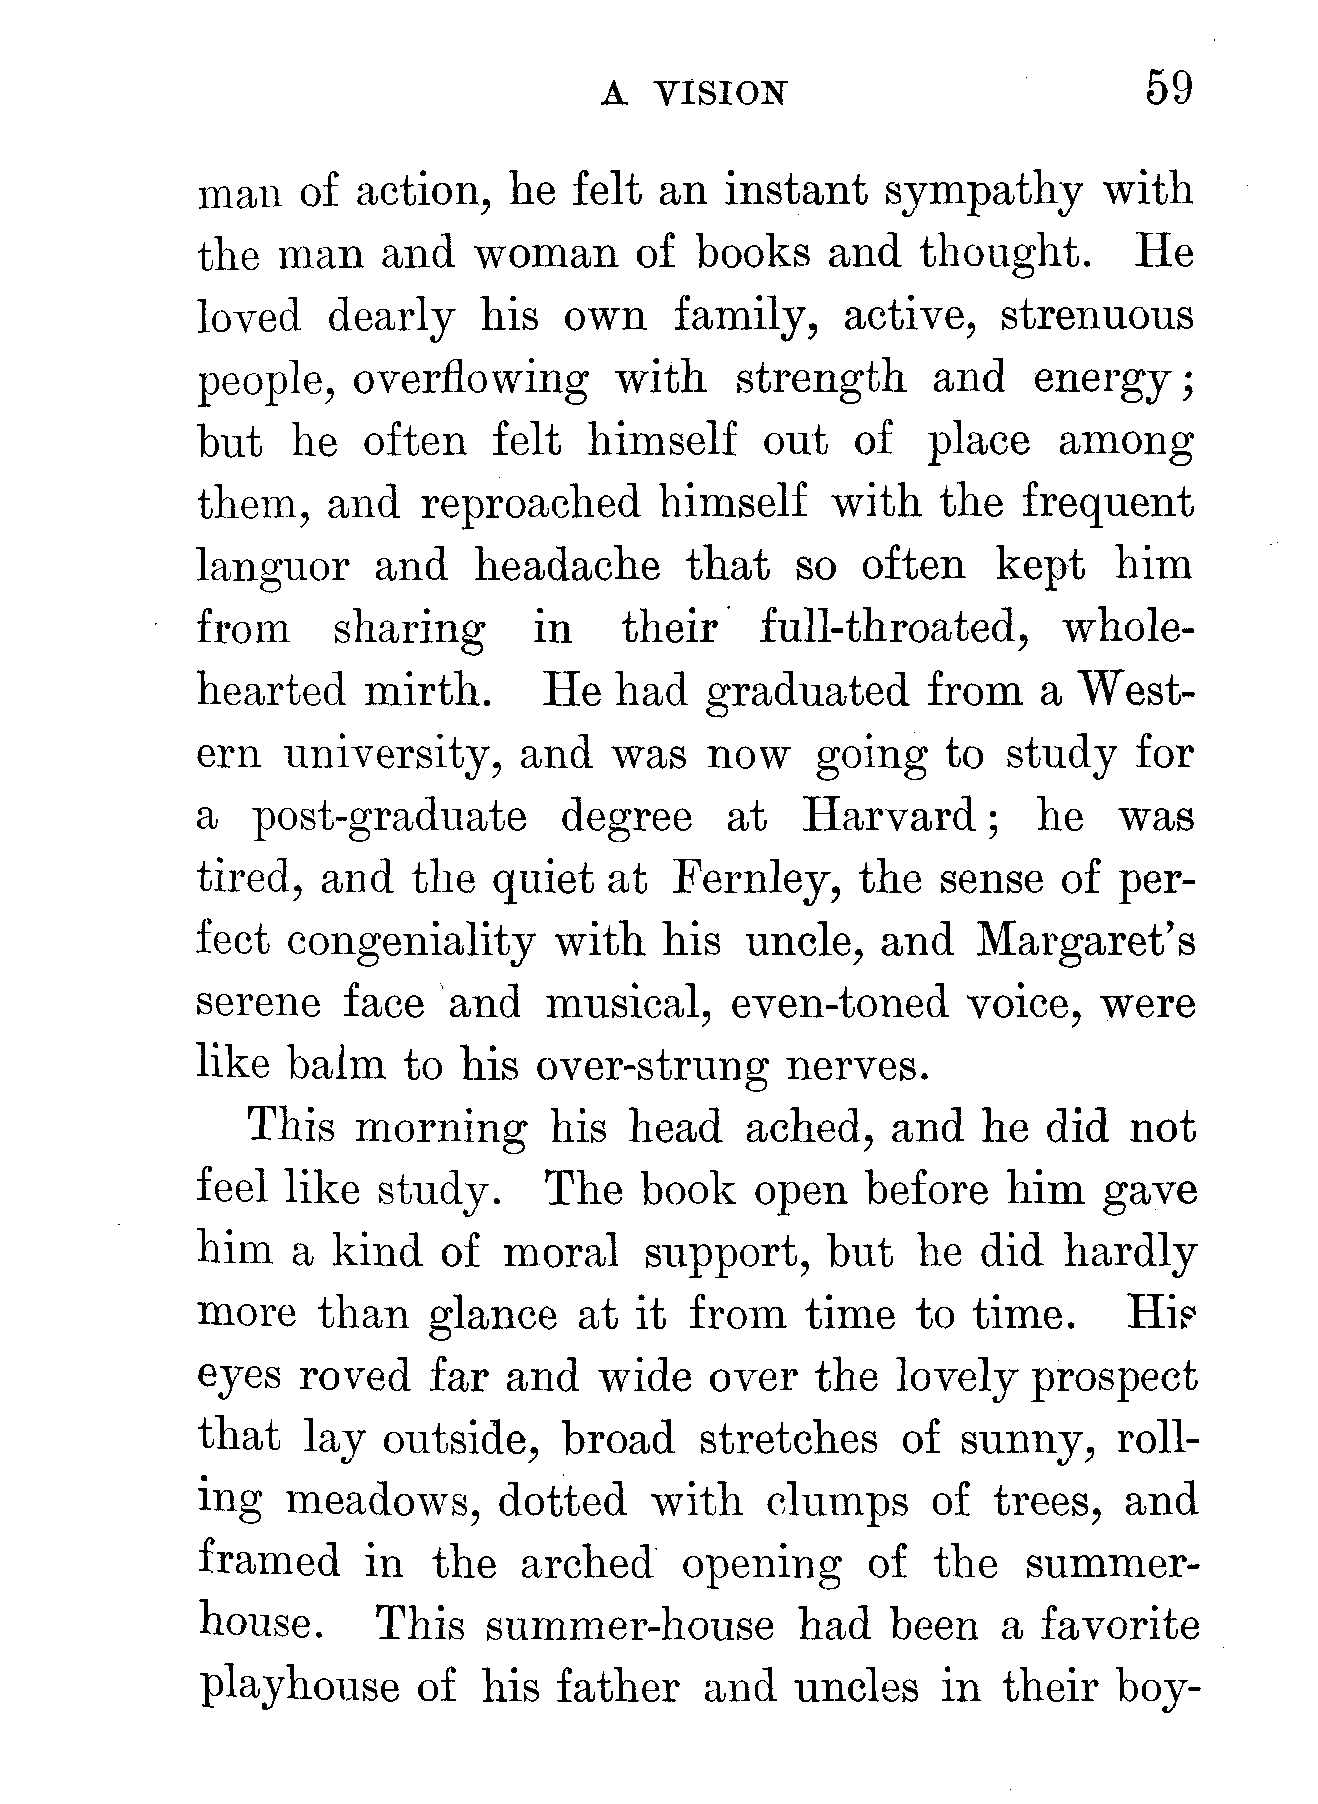 A VISION 59
man of action, he felt an instant sympathy with
the man and woman of books and thought. He
loved dearly his own family, active, strenuous
people, overflowing with strength and energy;
but he often felt himself out of place among
them, and reproached himself with the frequent
languor and headache that so often kept him
from sharing in their full-throated, whole-
hearted mirth. He had graduated from a West-
ern university, and was now going to study for
a post-graduate degree at Harvard; he was
tired, and the quiet at Fernley, the sense of per-
fect congeniality with his uncle, and Margaret's
serene face and musical, even-toned voice, were
like balm to his over-strung nerves.
This morning his head ached, and he did not
feel like study. The book open before him gave
him a kind of moral support, but he did hardly
more than glance at it from time to time. His
eyes roved far and wide over the lovely prospect
that lay outside, broad stretches of sunny, roll-
ing meadows, dotted with clumps of trees, and
framed in the arched opening of the summer-
house. This summer-house had been a favorite
playhouse of his father and uncles in their boy-